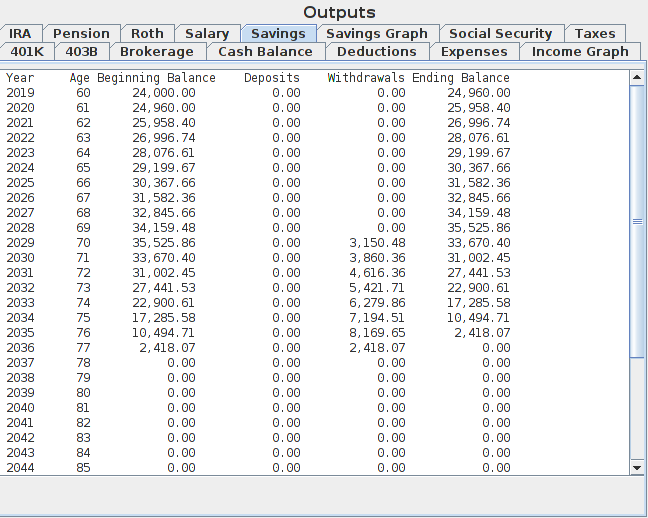 Outputs
IRA Pension Roth Salary Savings Savings Graph Social Security Taxes
401K 403B Brokerage Cash Balance Deductions Expenses Income Graph
Year Age Beginning Balance Deposits Withdrawals Ending Balance
2019 60 24,000.00 0.00 0.00 24,960.00
2020 61 24,960.00 0.00 0.00 25,958.40
2021 62 25,958.40 0.00 0.00 26,996.74
2022 63 26,996.74 0.00 0.00 28,076.61
2023 64 28,076.61 0.00 0.00 29,199.67
2024 65 29,199.67 0.00 0.00 30,367.66
2025 66 30,367.66 0.00 0.00 31,582.36
2026 67 31,582.36 0.00 0.00 32,845.66
2027 68 32,845.66 0.00 0.00 34,159.48
2028 69 34,159.48 0.00 0.00 35,525.86
2029 70 35,525.86 0.00 3,150.48 33,670.40
2030 71 33,670.40 0.00 3,860.36 31,002.45
2031 72 31,002.45 0.00 4,616.36 27,441.53
2032 73 27,441.53 0.00 5,421.71 22,900.61
2033 74 22,900.61 0.00 6,279.86 17,285.58
2034 75 17,285.58 0.00 7,194.51 10,494.71
2035 76 10,494.71 0.00 8,169.65 2,418.07
2036 77 2,418.07 0.00 2,418.07 0.00
2037 78 0.00 0.00 0.00 0.00
2038 79 0.00 0.00 0.00 0.00
2039 80 0.00 0.00 0.00 0.00
2040 81 0.00 0.00 0.00 0.00
2041 82 0.00 0.00 0.00 0.00
2042 83 0.00 0.00 0.00 0.00
2043 84 0.00 0.00 0.00 0.00
2044 85 0.00 0.00 0.00 0.00